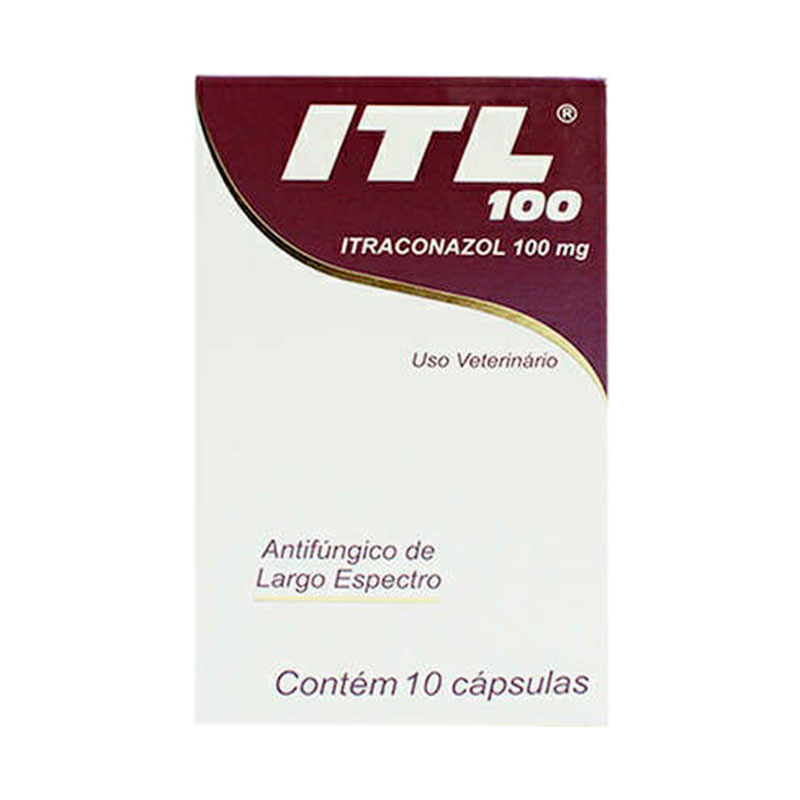 ITL®
100
ITRACONAZOL 100 mg
Uso Veterinário
Antifúngico de
Largo Espectro
Contém 10 cápsulas